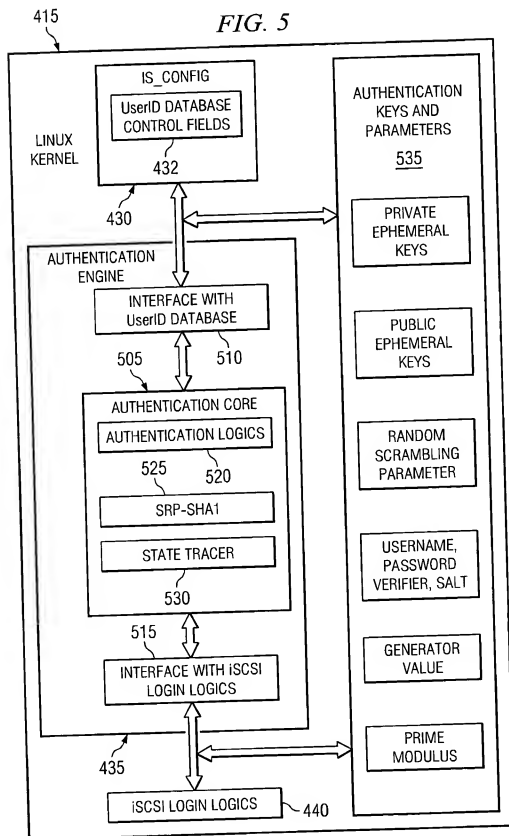 FIG. 5
415
IS_CONFIG
UserID DATABASE
CONTROL FIELDS
432
LINUX
KERNEL
430
AUTHENTICATION
ENGINE
INTERFACE WITH
UserID DATABASE
505
510
AUTHENTICATION CORE
AUTHENTICATION LOGICS
525
520
SRP-SHA1
STATE TRACER
530
515
INTERFACE WITH iSCSI
LOGIN LOGICS
435
iSCSI LOGIN LOGICS
440
AUTHENTICATION
KEYS AND
PARAMETERS
535
PRIVATE
EPHEMERAL
KEYS
PUBLIC
EPHEMERAL
KEYS
RANDOM
SCRAMBLING
PARAMETER
USERNAME,
PASSWORD
VERIFIER, SALT
GENERATOR
VALUE
PRIME
MODULUS